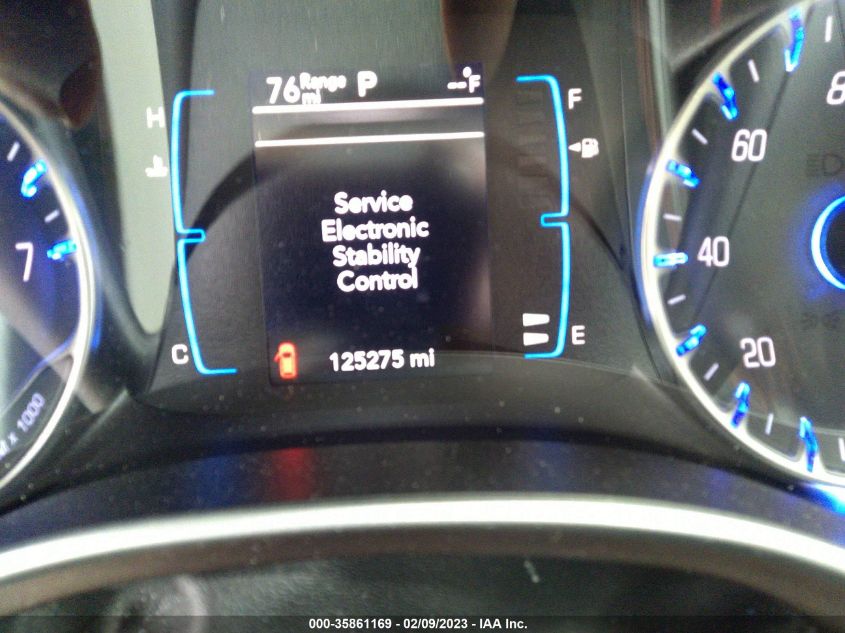 76 Range mi P --°F
H
F
Service
Electronic
Stability
Control
C
E
125275 mi
7
x 1000
8
60
40
20
000-35861169 - 02/09/2023 - IAA Inc.